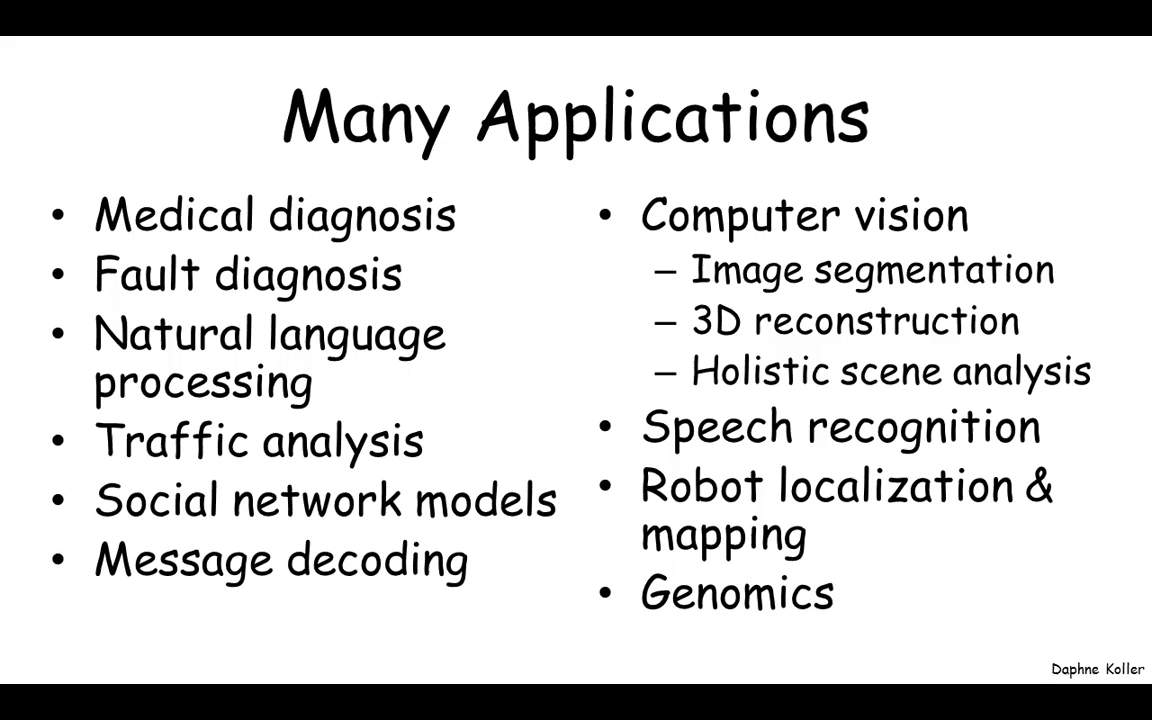 Many Applications
• Medical diagnosis
• Fault diagnosis
• Natural language
processing
• Traffic analysis
• Social network models
• Message decoding
• Computer vision
– Image segmentation
– 3D reconstruction
– Holistic scene analysis
• Speech recognition
• Robot localization &
mapping
• Genomics
Daphne Koller